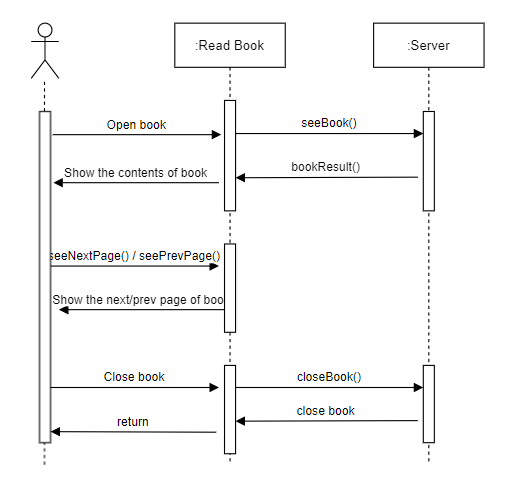 :Read Book
:Server
Open book
seeBook()
Show the contents of book
bookResult()
seeNextPage() / seePrevPage()
Show the next/prev page of boo
Close book
closeBook()
return
close book